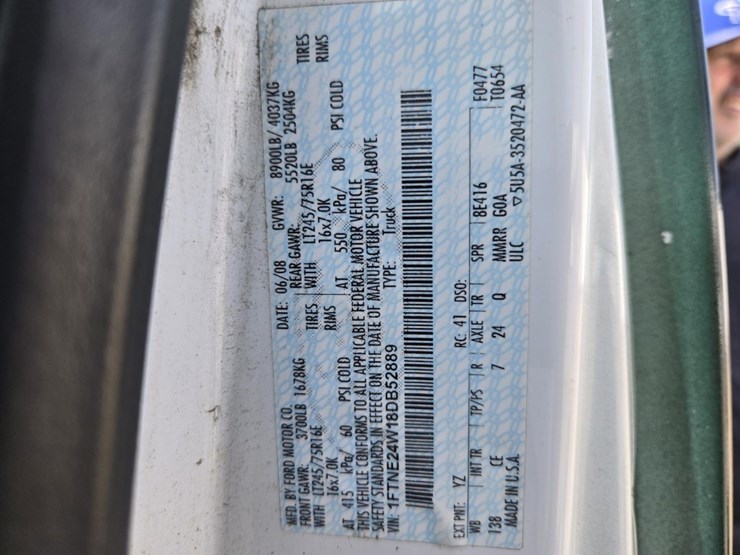 MFD. BY FORD MOTOR CO.
DATE: 06/08 GVWR: 8900LB/ 4037KG
FRONT GAWR: 3700LB 1678KG REAR GAWR: 5520LB 2504KG
WITH LT245/75R16E TIRES WITH LT245/75R16E TIRES
16x7.0K RIMS 16x7.0K RIMS
AT 415 kPa/ 60 PSI COLD AT 550 kPa/ 80 PSI COLD
THIS VEHICLE CONFORMS TO ALL APPLICABLE FEDERAL MOTOR VEHICLE
SAFETY STANDARDS IN EFFECT ON THE DATE OF MANUFACTURE SHOWN ABOVE.
VIN: 1FTNE24W18DB52889 TYPE: Truck
EXT PNT: YZ RC: 41 DSO:
WB INT TR TP/PS R AXLE TR SPR 8E416 F0477
138 CE 7 24 Q MMRR GQA T0654
MADE IN U.S.A. ULC ▽5U5A-3520472-AA